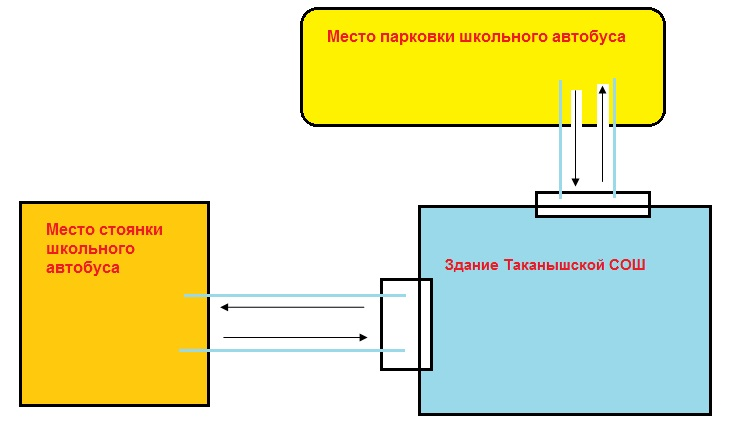 Место парковки школьного автобуса
Место стоянки
школьного
автобуса
Здание Таканышской СОШ